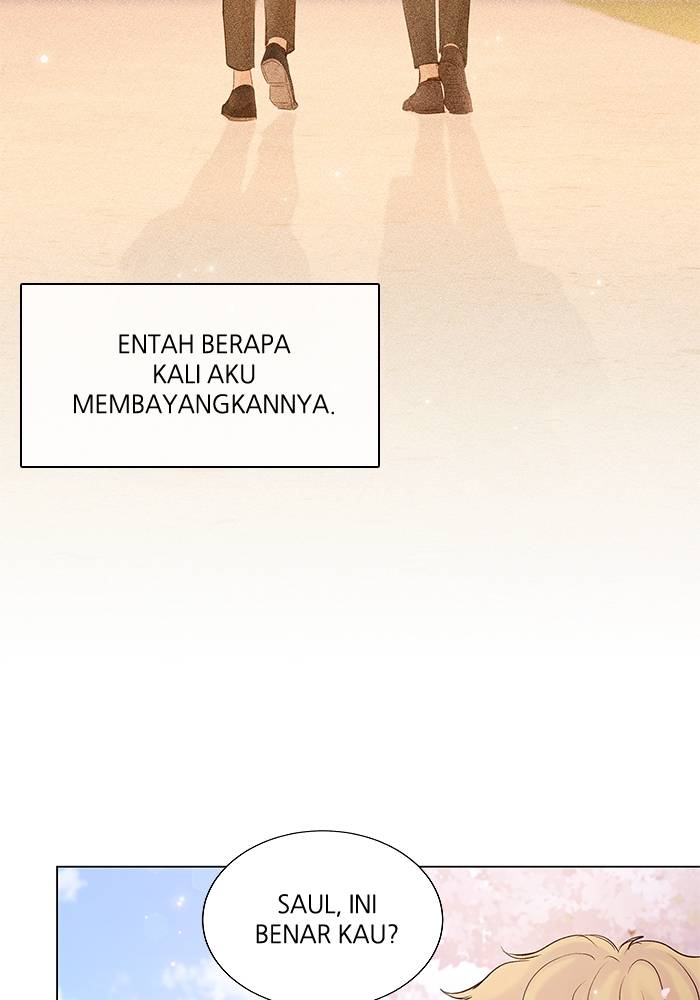 ENTAH BERAPA
KALI AKU
MEMBAYANGKANNYA.
SAUL, INI
BENAR KAU?